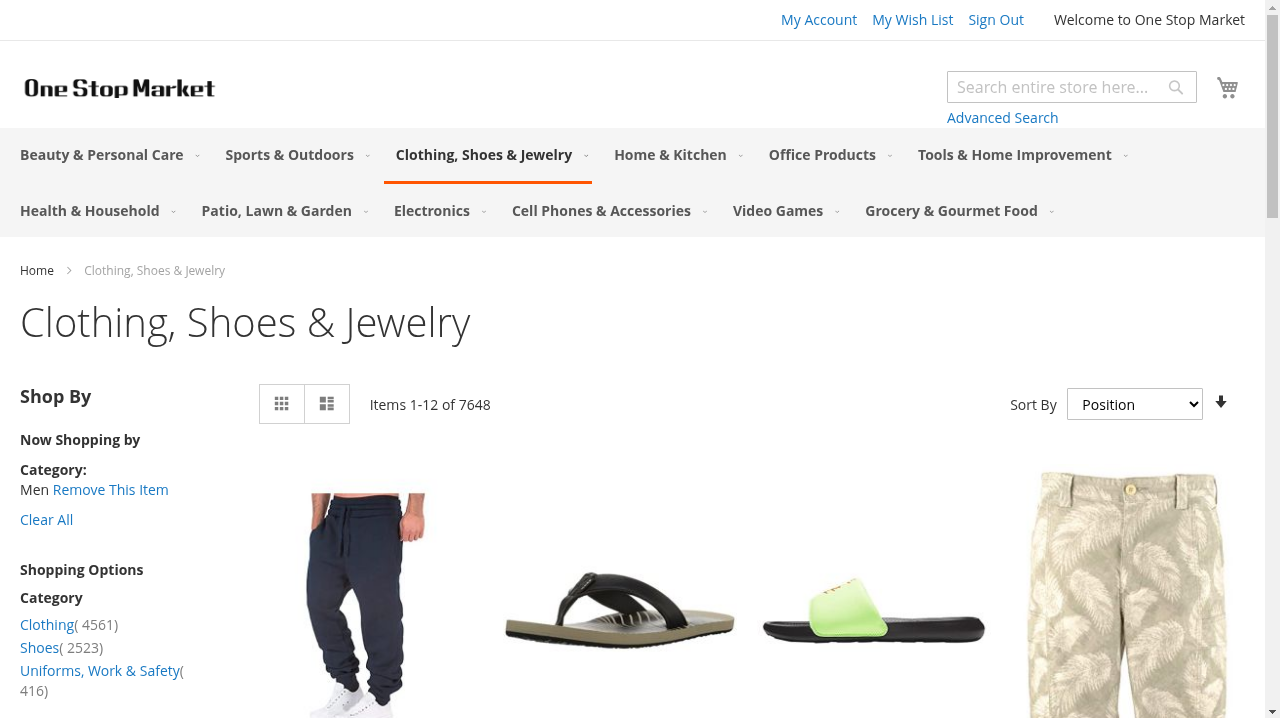 My Account My Wish List Sign Out Welcome to One Stop Market
One Stop Market
Search entire store here...
Advanced Search
Beauty & Personal Care Sports & Outdoors Clothing, Shoes & Jewelry Home & Kitchen Office Products Tools & Home Improvement
Health & Household Patio, Lawn & Garden Electronics Cell Phones & Accessories Video Games Grocery & Gourmet Food
Home Clothing, Shoes & Jewelry
Clothing, Shoes & Jewelry
Shop By
Items 1-12 of 7648
Sort By Position
Now Shopping by
Category:
Men Remove This Item
Clear All
Shopping Options
Category
Clothing( 4561)
Shoes( 2523)
Uniforms, Work & Safety(
416)